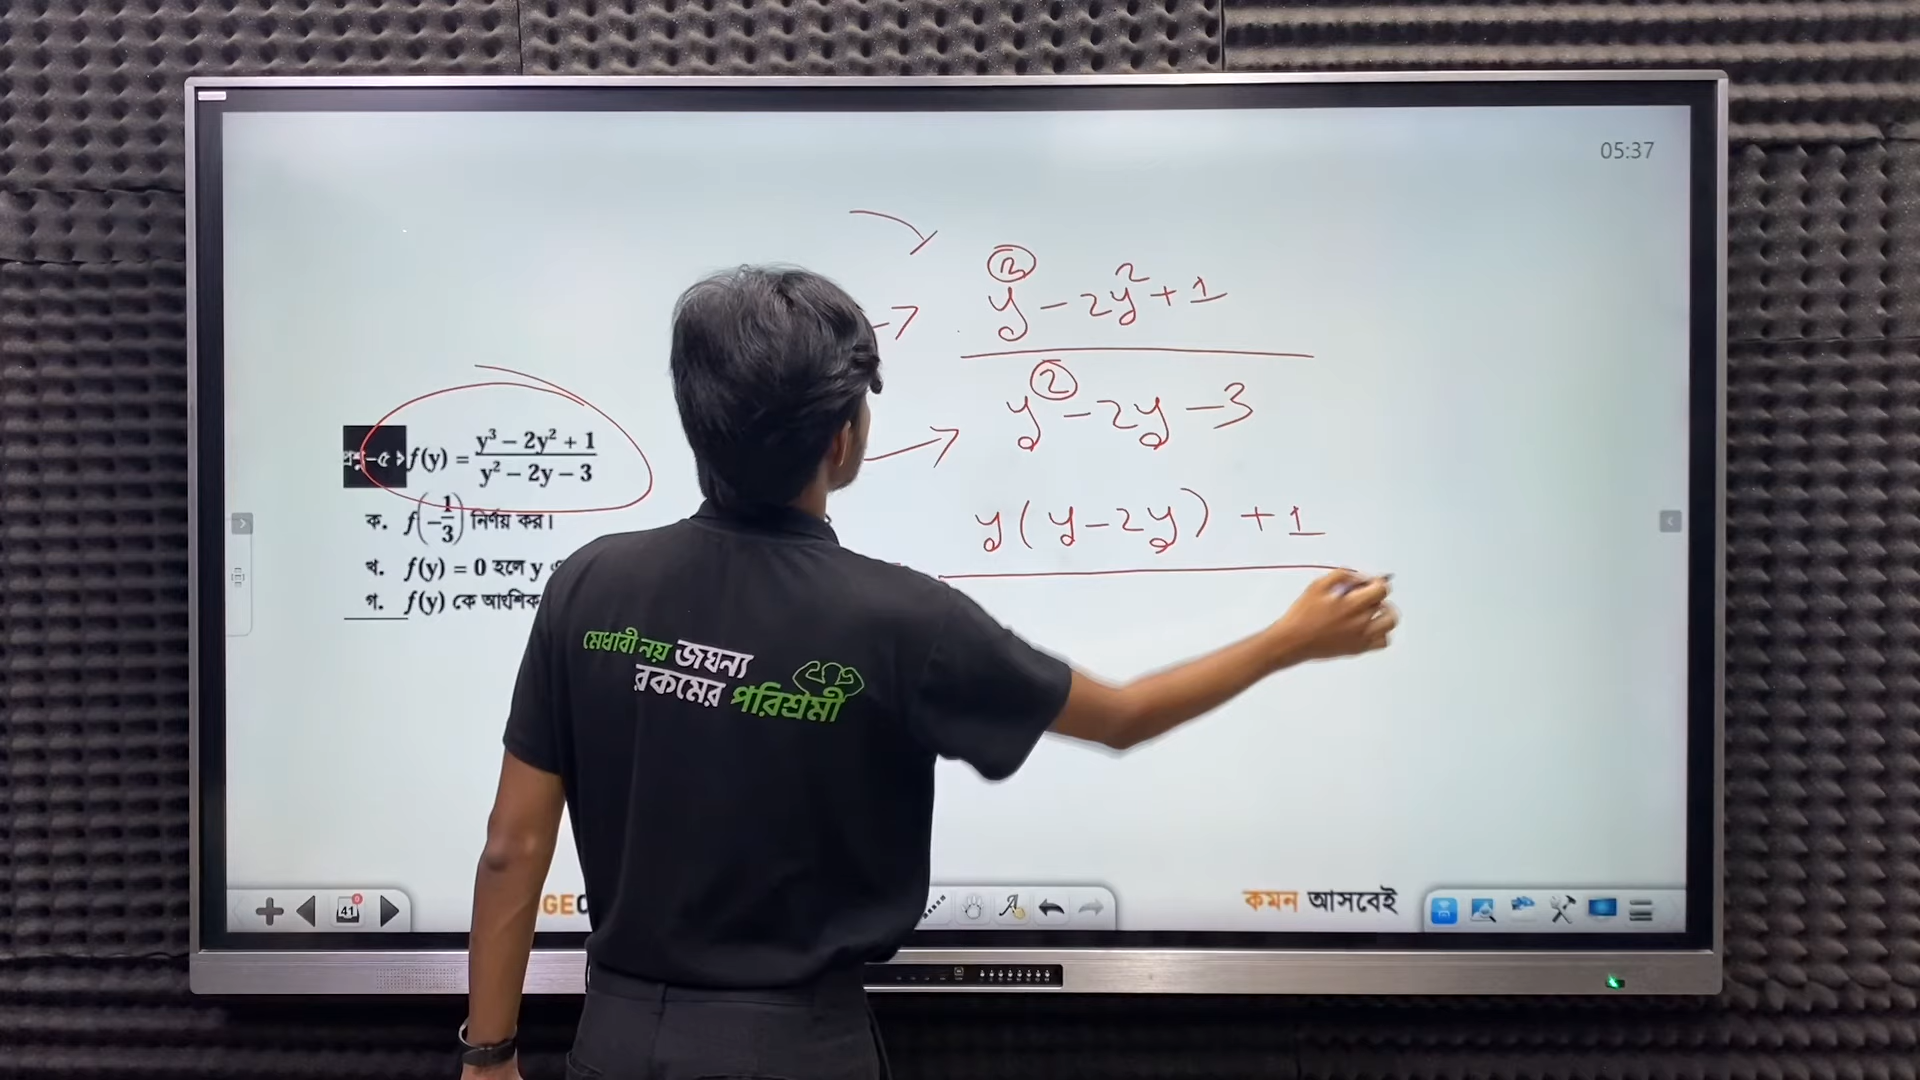 05:37
y³ - 2y² + 1
y² - 2y - 3
y(y - 2y) + 1
প্রশ্ন-৫ f(y) = (y³ − 2y² + 1) / (y² − 2y − 3)
ক. f(−1/3) নির্ণয় কর।
খ. f(y) = 0 হলে y
গ. f(y) কে আংশিক
মেধাবী নয় জঘন্য
রকমের পরিশ্রমী
41
কমন আসবেই